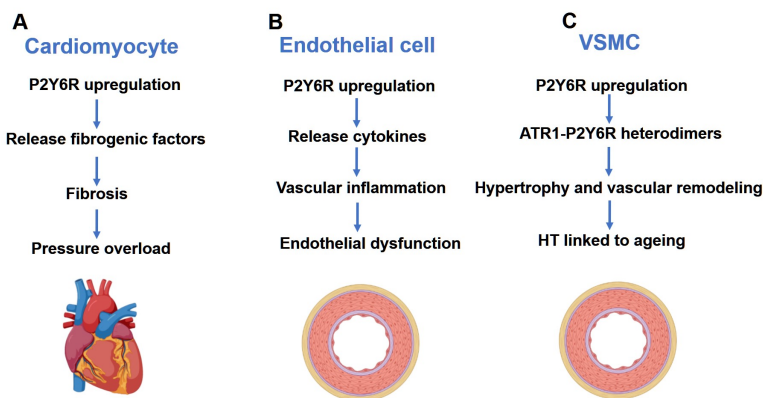 A
Cardiomyocyte
P2Y6R upregulation
Release fibrogenic factors
Fibrosis
Pressure overload
B
Endothelial cell
P2Y6R upregulation
Release cytokines
Vascular inflammation
Endothelial dysfunction
C
VSMC
P2Y6R upregulation
ATR1-P2Y6R heterodimers
Hypertrophy and vascular remodeling
HT linked to ageing